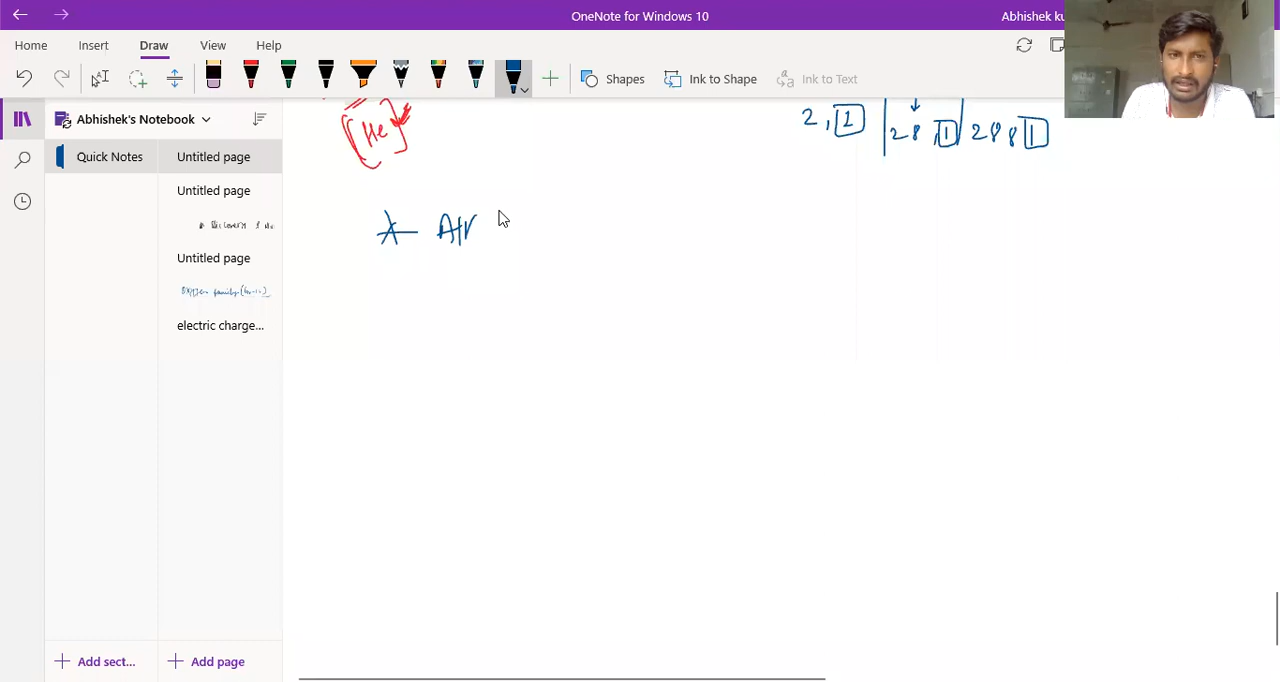 OneNote for Windows 10
Abhishek ku
Home Insert Draw View Help
Shapes Ink to Shape Ink to Text
Abhishek's Notebook
Quick Notes
Untitled page
Untitled page
Untitled page
electric charge...
Add sect...
Add page
[He]
2, 1 | 2 8, 1 | 2 8 8 1